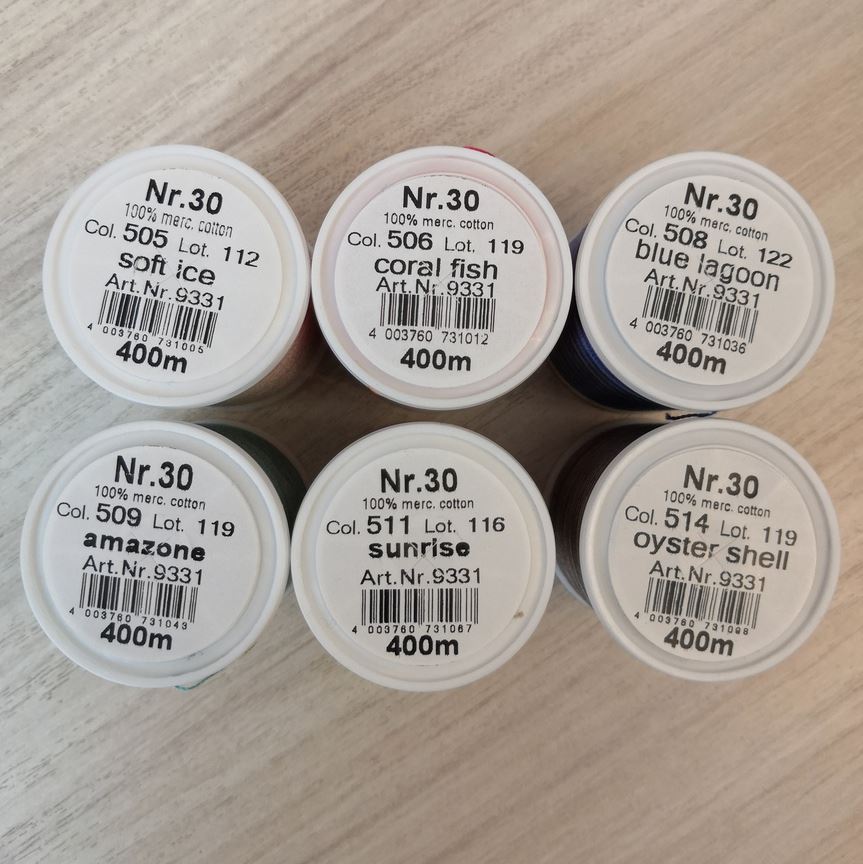 Nr.30
100% merc. cotton
Col. 505 Lot. 112
soft ice
Art.Nr.9331
4 003760 731005
400m
Nr.30
100% merc. cotton
Col. 506 Lot. 119
coral fish
Art.Nr.9331
4 003760 731012
400m
Nr.30
100% merc. cotton
Col. 508 Lot. 122
blue lagoon
Art.Nr.9331
4 003760 731036
400m
Nr.30
100% merc. cotton
Col. 509 Lot. 119
amazone
Art.Nr.9331
4 003760 731043
400m
Nr.30
100% merc. cotton
Col. 511 Lot. 116
sunrise
Art.Nr.9331
4 003760 731067
400m
Nr.30
100% merc. cotton
Col. 514 Lot. 119
oyster shell
Art.Nr.9331
4 003760 731098
400m